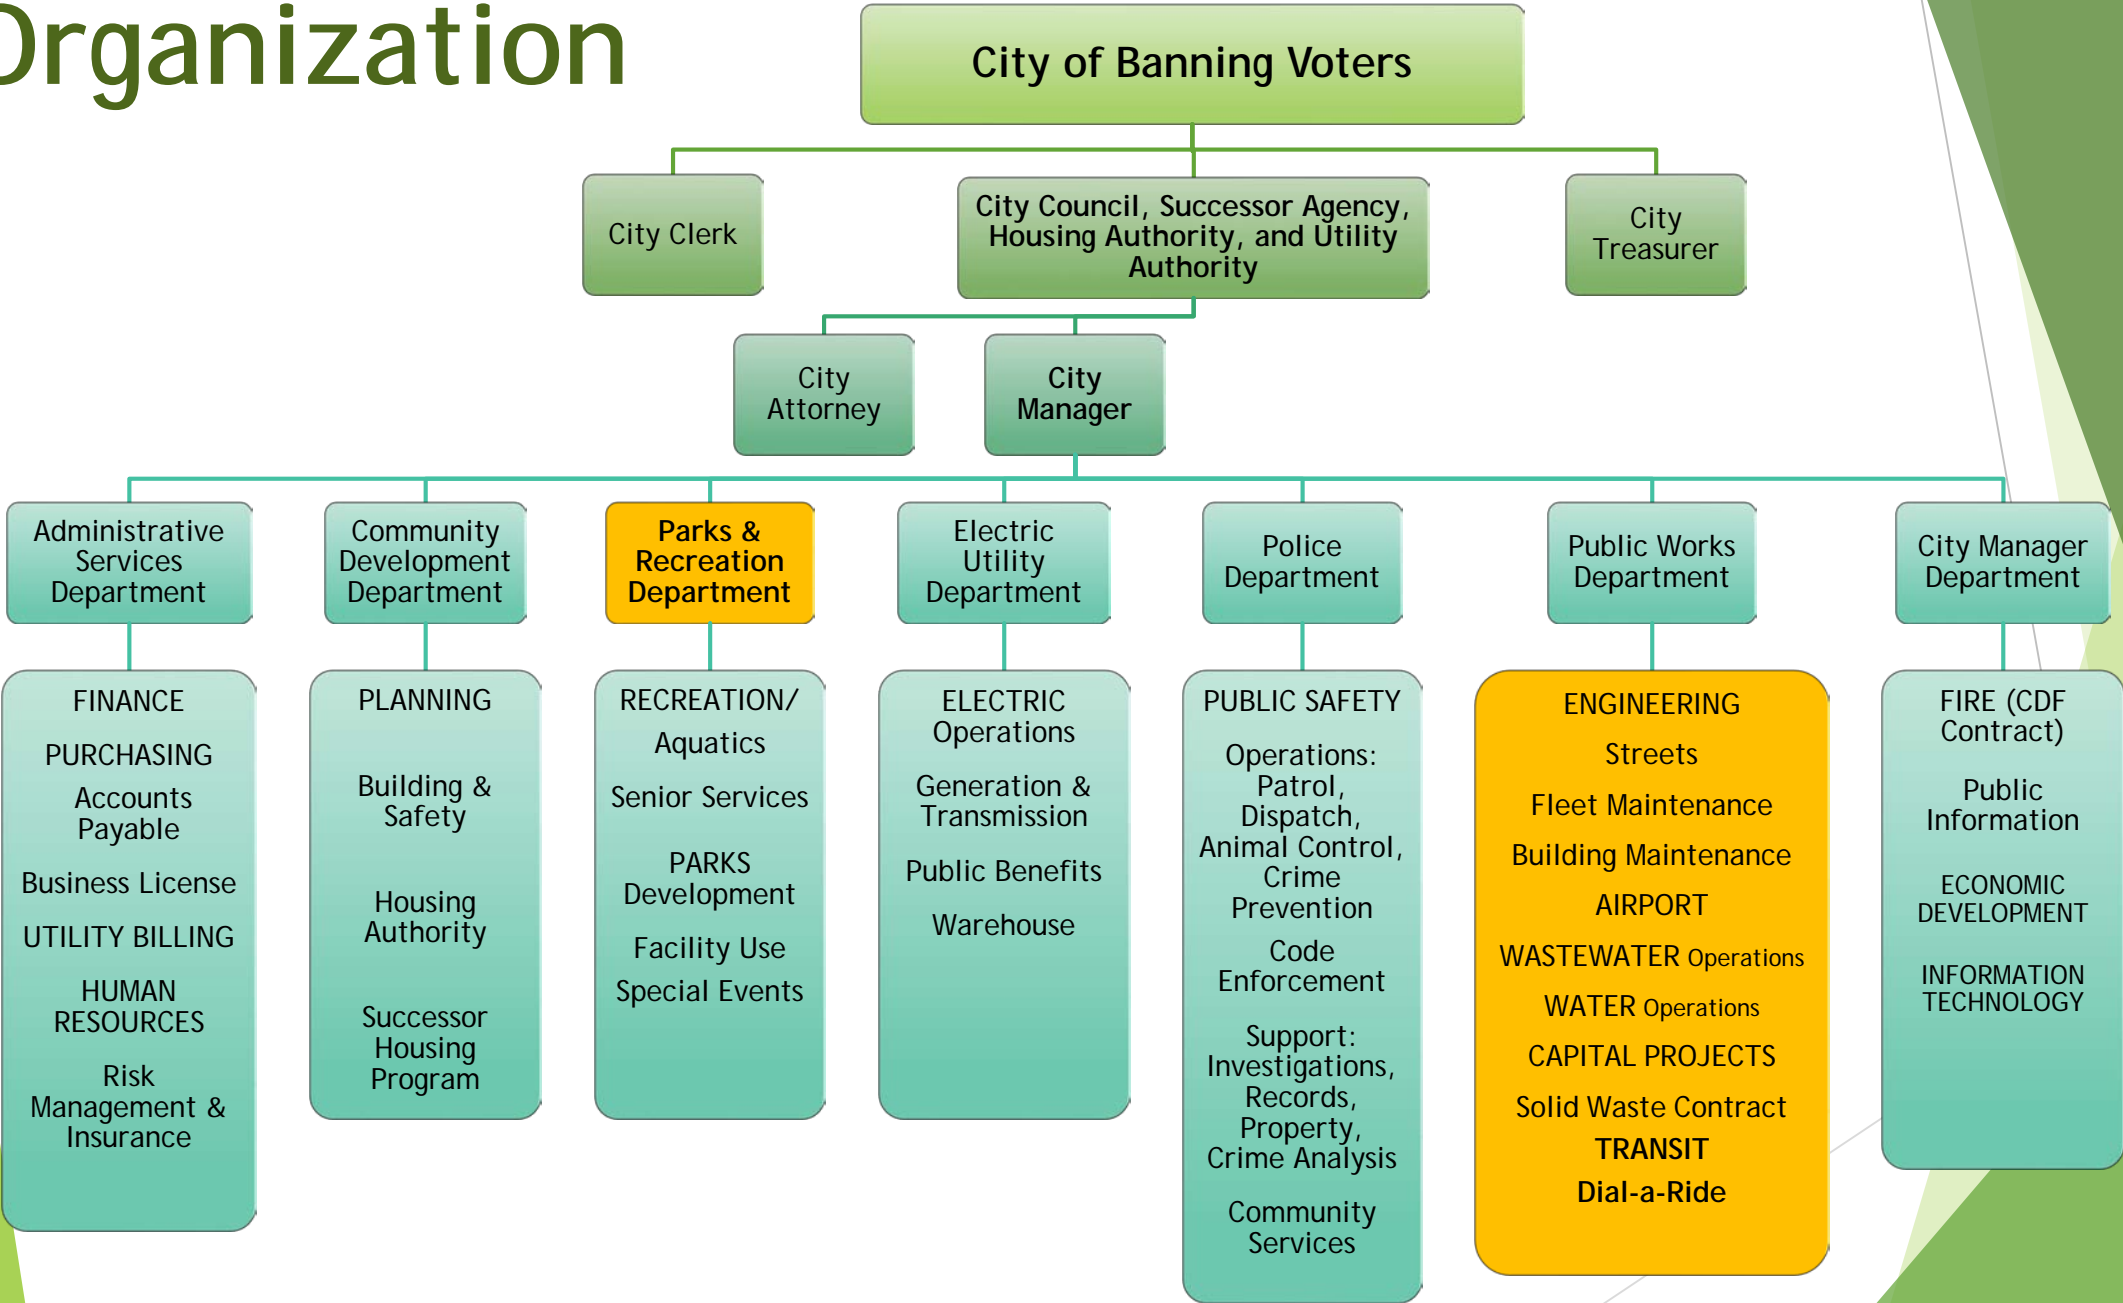 Organization
City of Banning Voters
City Clerk
City Council, Successor Agency,
Housing Authority, and Utility
Authority
City
Treasurer
City
Attorney
City
Manager
Administrative
Services
Department
Community
Development
Department
Parks &
Recreation
Department
Electric
Utility
Department
Police
Department
Public Works
Department
City Manager
Department
FINANCE
PURCHASING
Accounts
Payable
Business License
UTILITY BILLING
HUMAN
RESOURCES
Risk
Management &
Insurance
PLANNING
Building &
Safety
Housing
Authority
Successor
Housing
Program
RECREATION/
Aquatics
Senior Services
PARKS
Development
Facility Use
Special Events
ELECTRIC
Operations
Generation &
Transmission
Public Benefits
Warehouse
PUBLIC SAFETY
Operations:
Patrol,
Dispatch,
Animal Control,
Crime
Prevention
Code
Enforcement
Support:
Investigations,
Records,
Property,
Crime Analysis
Community
Services
ENGINEERING
Streets
Fleet Maintenance
Building Maintenance
AIRPORT
WASTEWATER Operations
WATER Operations
CAPITAL PROJECTS
Solid Waste Contract
TRANSIT
Dial-a-Ride
FIRE (CDF
Contract)
Public
Information
ECONOMIC
DEVELOPMENT
INFORMATION
TECHNOLOGY